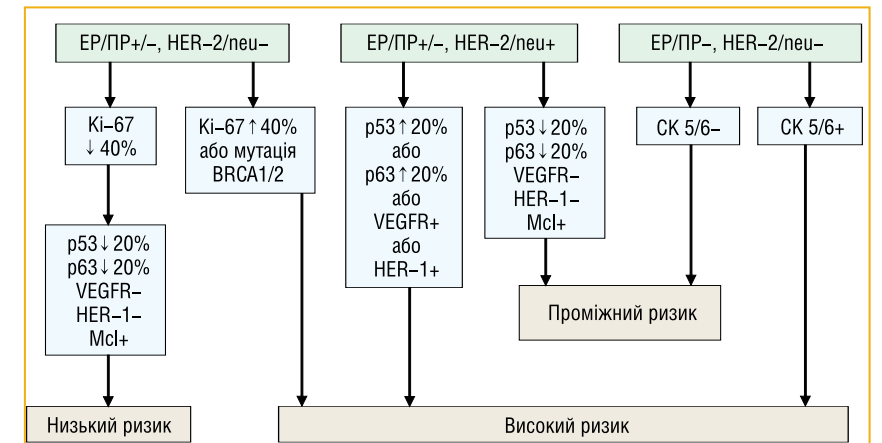 ЕР/ПР+/−, HER−2/neu−
ЕР/ПР+/−, HER−2/neu+
ЕР/ПР−, HER−2/neu−
Ki−67
↓ 40%
Ki−67 ↑ 40%
або мутація
BRCA1/2
p53 ↑ 20%
або
p63 ↑ 20%
або
VEGFR+
або
HER−1+
p53 ↓ 20%
p63 ↓ 20%
VEGFR−
HER−1−
Mcl+
СК 5/6−
СК 5/6+
p53 ↓ 20%
p63 ↓ 20%
VEGFR−
HER−1−
Mcl+
Проміжний ризик
Низький ризик
Високий ризик